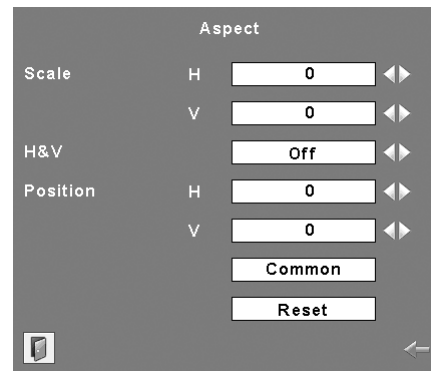 Aspect
Scale H 0
V 0
H&V Off
Position H 0
V 0
Common
Reset